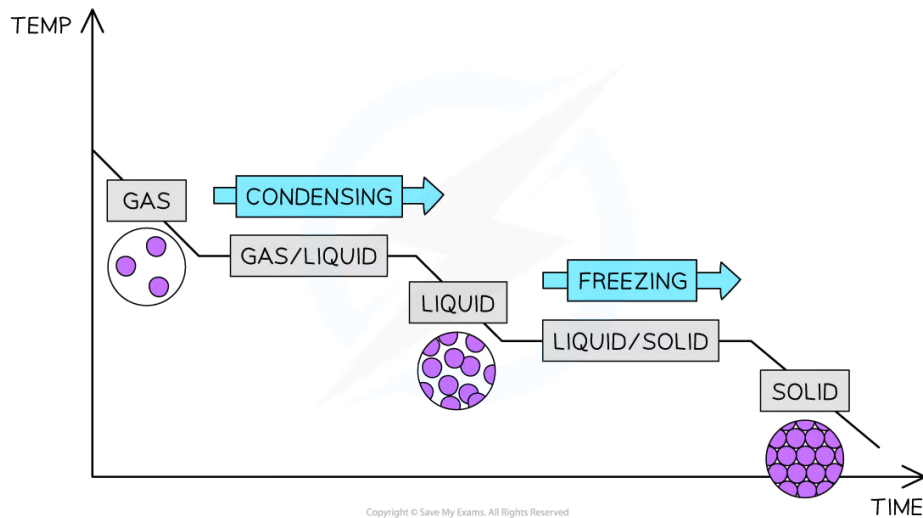 TEMP
GAS
CONDENSING
GAS/LIQUID
LIQUID
FREEZING
LIQUID/SOLID
SOLID
TIME
Copyright © Save My Exams. All Rights Reserved